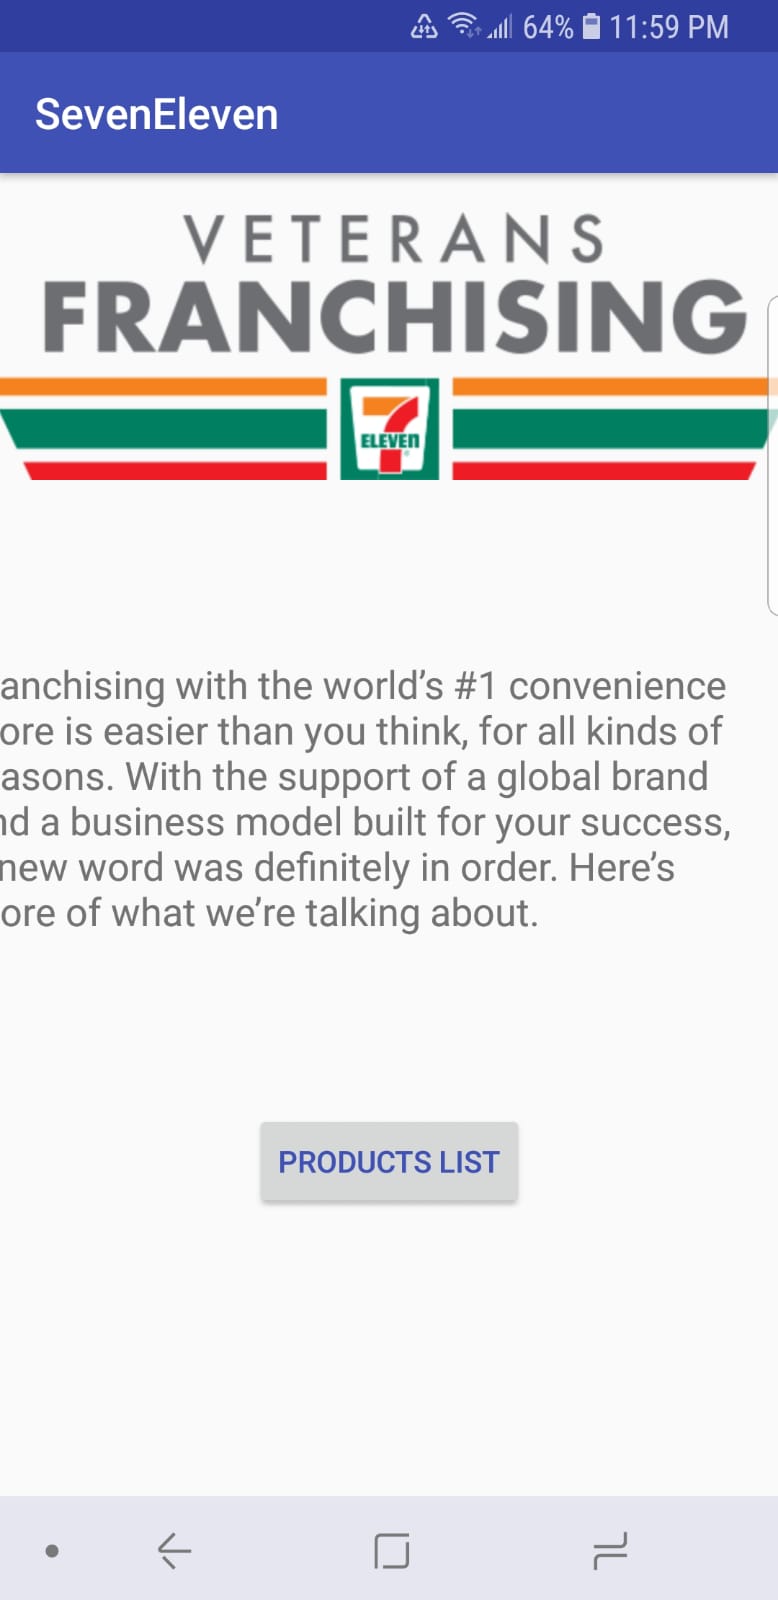 64% 11:59 PM
SevenEleven
VETERANS
FRANCHISING
7
ELEVEn
anchising with the world’s #1 convenience
ore is easier than you think, for all kinds of
asons. With the support of a global brand
nd a business model built for your success,
new word was definitely in order. Here’s
ore of what we’re talking about.
PRODUCTS LIST